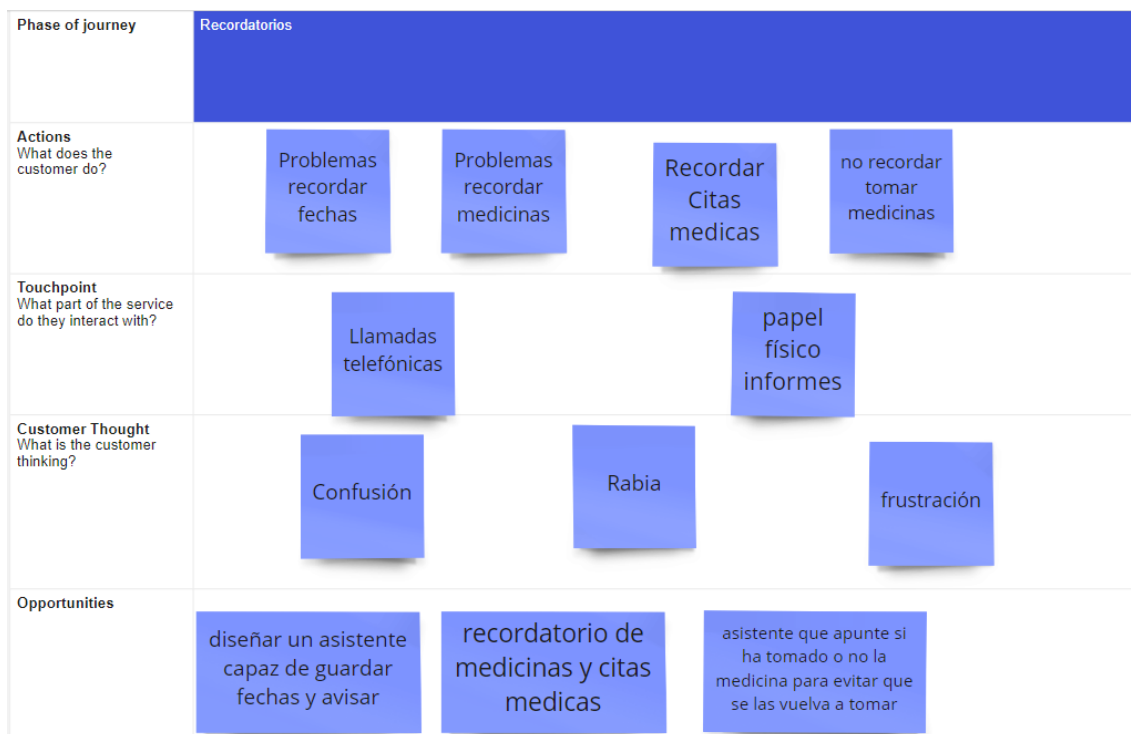 Phase of journey
Recordatorios
Actions
What does the
customer do?
Problemas
recordar
fechas
Problemas
recordar
medicinas
Recordar
Citas
medicas
no recordar
tomar
medicinas
Touchpoint
What part of the service
do they interact with?
Llamadas
telefónicas
papel
físico
informes
Customer Thought
What is the customer
thinking?
Confusión
Rabia
frustración
Opportunities
diseñar un asistente
capaz de guardar
fechas y avisar
recordatorio de
medicinas y citas
medicas
asistente que apunte si
ha tomado o no la
medicina para evitar que
se las vuelva a tomar